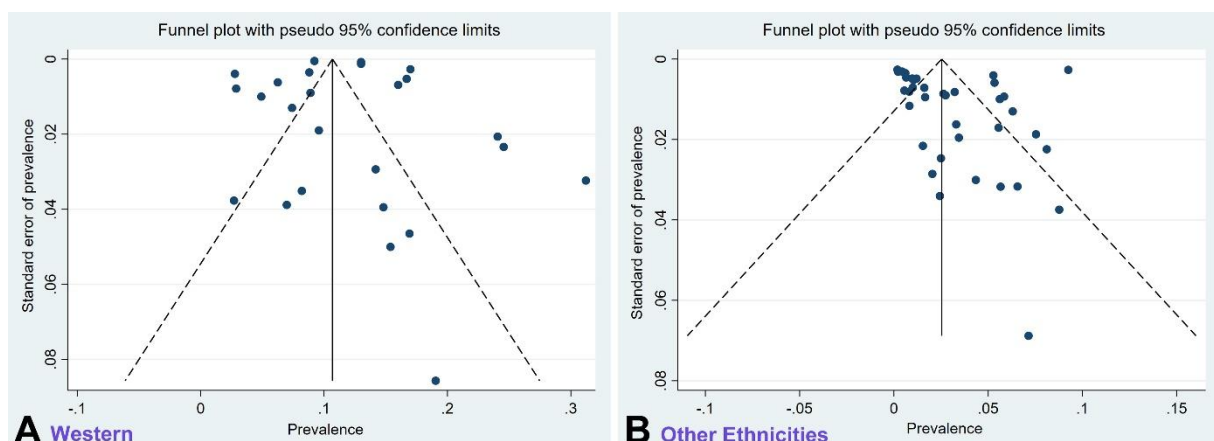 Funnel plot with pseudo 95% confidence limits
Standard error of prevalence
0
.02
.04
.06
.08
-.1
0
.1
.2
.3
Prevalence
A Western
Funnel plot with pseudo 95% confidence limits
Standard error of prevalence
0
.02
.04
.06
.08
-.1
-.05
0
.05
.1
.15
Prevalence
B Other Ethnicities